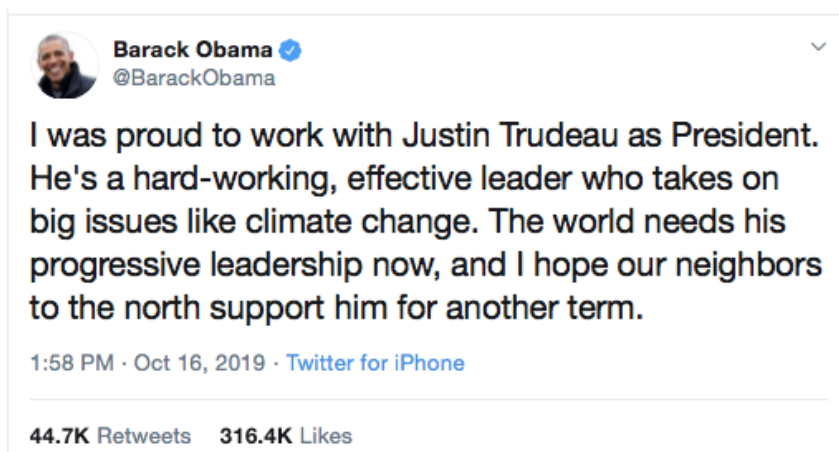 Barack Obama
@BarackObama
I was proud to work with Justin Trudeau as President.
He's a hard-working, effective leader who takes on
big issues like climate change. The world needs his
progressive leadership now, and I hope our neighbors
to the north support him for another term.
1:58 PM · Oct 16, 2019 · Twitter for iPhone
44.7K Retweets 316.4K Likes